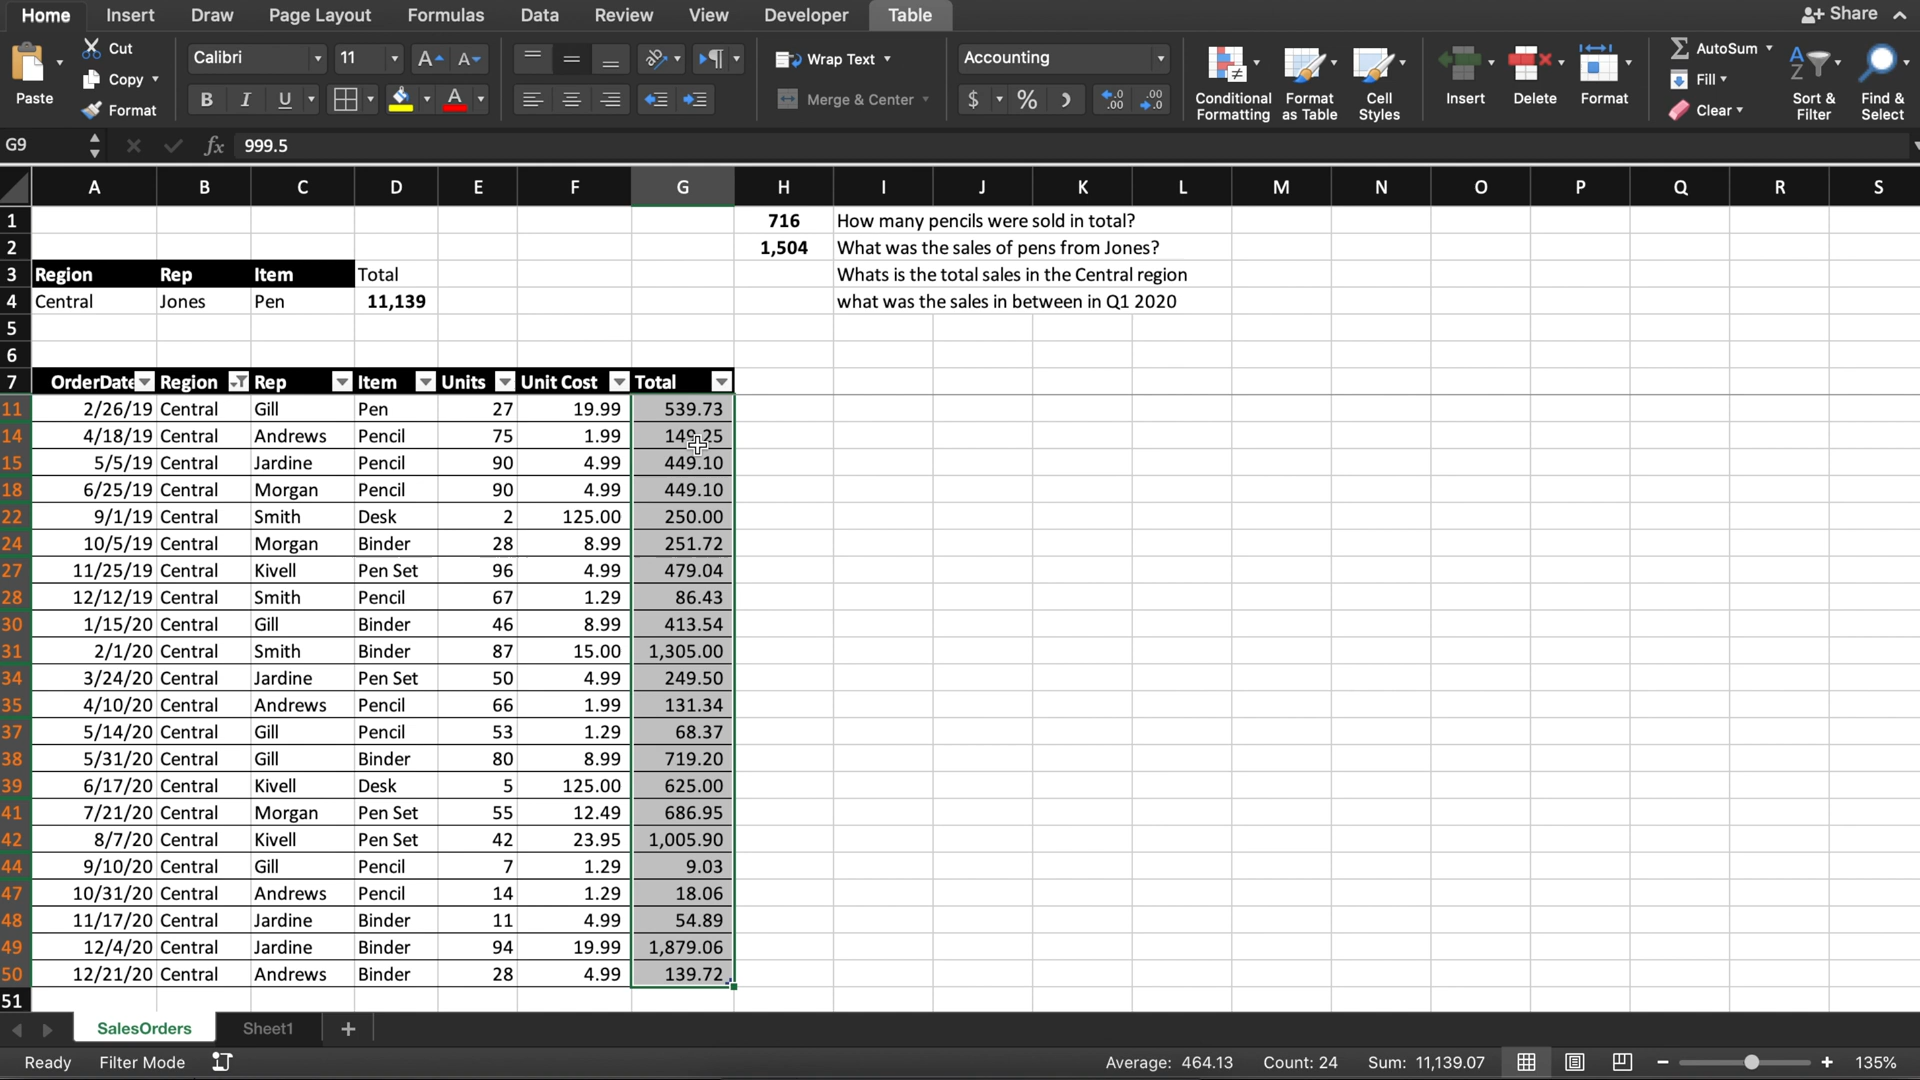 Home Insert Draw Page Layout Formulas Data Review View Developer Table Share
Cut
Copy
Format
Paste
Calibri 11 A A
B I U A
Wrap Text
Merge & Center
Accounting
$ %
Conditional Formatting
Format as Table
Cell Styles
Insert
Delete
Format
AutoSum
Fill
Clear
Sort & Filter
Find & Select
G9 fx 999.5
A B C D E F G H I J K L M N O P Q R S
1 716 How many pencils were sold in total?
2 1,504 What was the sales of pens from Jones?
3 Region Rep Item Total Whats is the total sales in the Central region
4 Central Jones Pen 11,139 what was the sales in between in Q1 2020
5
6
7 OrderDate Region Rep Item Units Unit Cost Total
11 2/26/19 Central Gill Pen 27 19.99 539.73
14 4/18/19 Central Andrews Pencil 75 1.99 149.25
15 5/5/19 Central Jardine Pencil 90 4.99 449.10
18 6/25/19 Central Morgan Pencil 90 4.99 449.10
22 9/1/19 Central Smith Desk 2 125.00 250.00
24 10/5/19 Central Morgan Binder 28 8.99 251.72
27 11/25/19 Central Kivell Pen Set 96 4.99 479.04
28 12/12/19 Central Smith Pencil 67 1.29 86.43
30 1/15/20 Central Gill Binder 46 8.99 413.54
31 2/1/20 Central Smith Binder 87 15.00 1,305.00
34 3/24/20 Central Jardine Pen Set 50 4.99 249.50
35 4/10/20 Central Andrews Pencil 66 1.99 131.34
37 5/14/20 Central Gill Pencil 53 1.29 68.37
38 5/31/20 Central Gill Binder 80 8.99 719.20
39 6/17/20 Central Kivell Desk 5 125.00 625.00
41 7/21/20 Central Morgan Pen Set 55 12.49 686.95
42 8/7/20 Central Kivell Pen Set 42 23.95 1,005.90
44 9/10/20 Central Gill Pencil 7 1.29 9.03
47 10/31/20 Central Andrews Pencil 14 1.29 18.06
48 11/17/20 Central Jardine Binder 11 4.99 54.89
49 12/4/20 Central Jardine Binder 94 19.99 1,879.06
50 12/21/20 Central Andrews Binder 28 4.99 139.72
51
SalesOrders Sheet1
Ready Filter Mode Average: 464.13 Count: 24 Sum: 11,139.07 135%